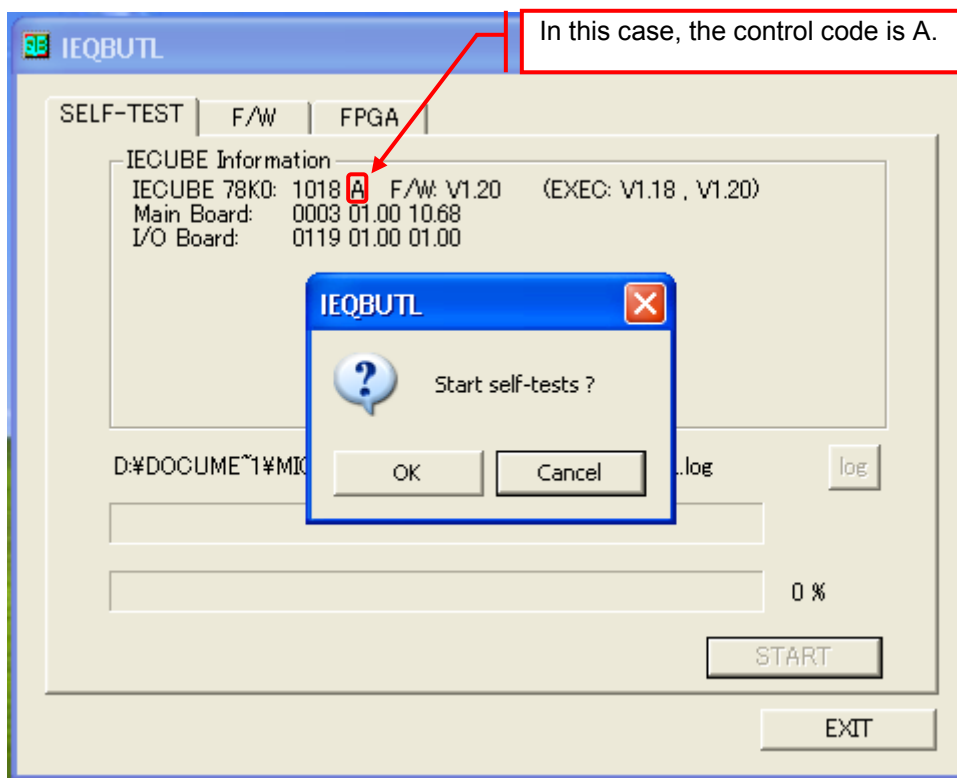 In this case, the control code is A.
IEQBUTL
SELF-TEST F/W FPGA
IECUBE Information
IECUBE 78K0: 1018 A F/W: V1.20 (EXEC: V1.18 , V1.20)
Main Board: 0003 01.00 10.68
I/O Board: 0119 01.00 01.00
IEQBUTL
Start self-tests ?
OK Cancel
D:¥DOCUME~1¥MIC .log log
0 %
START
EXIT